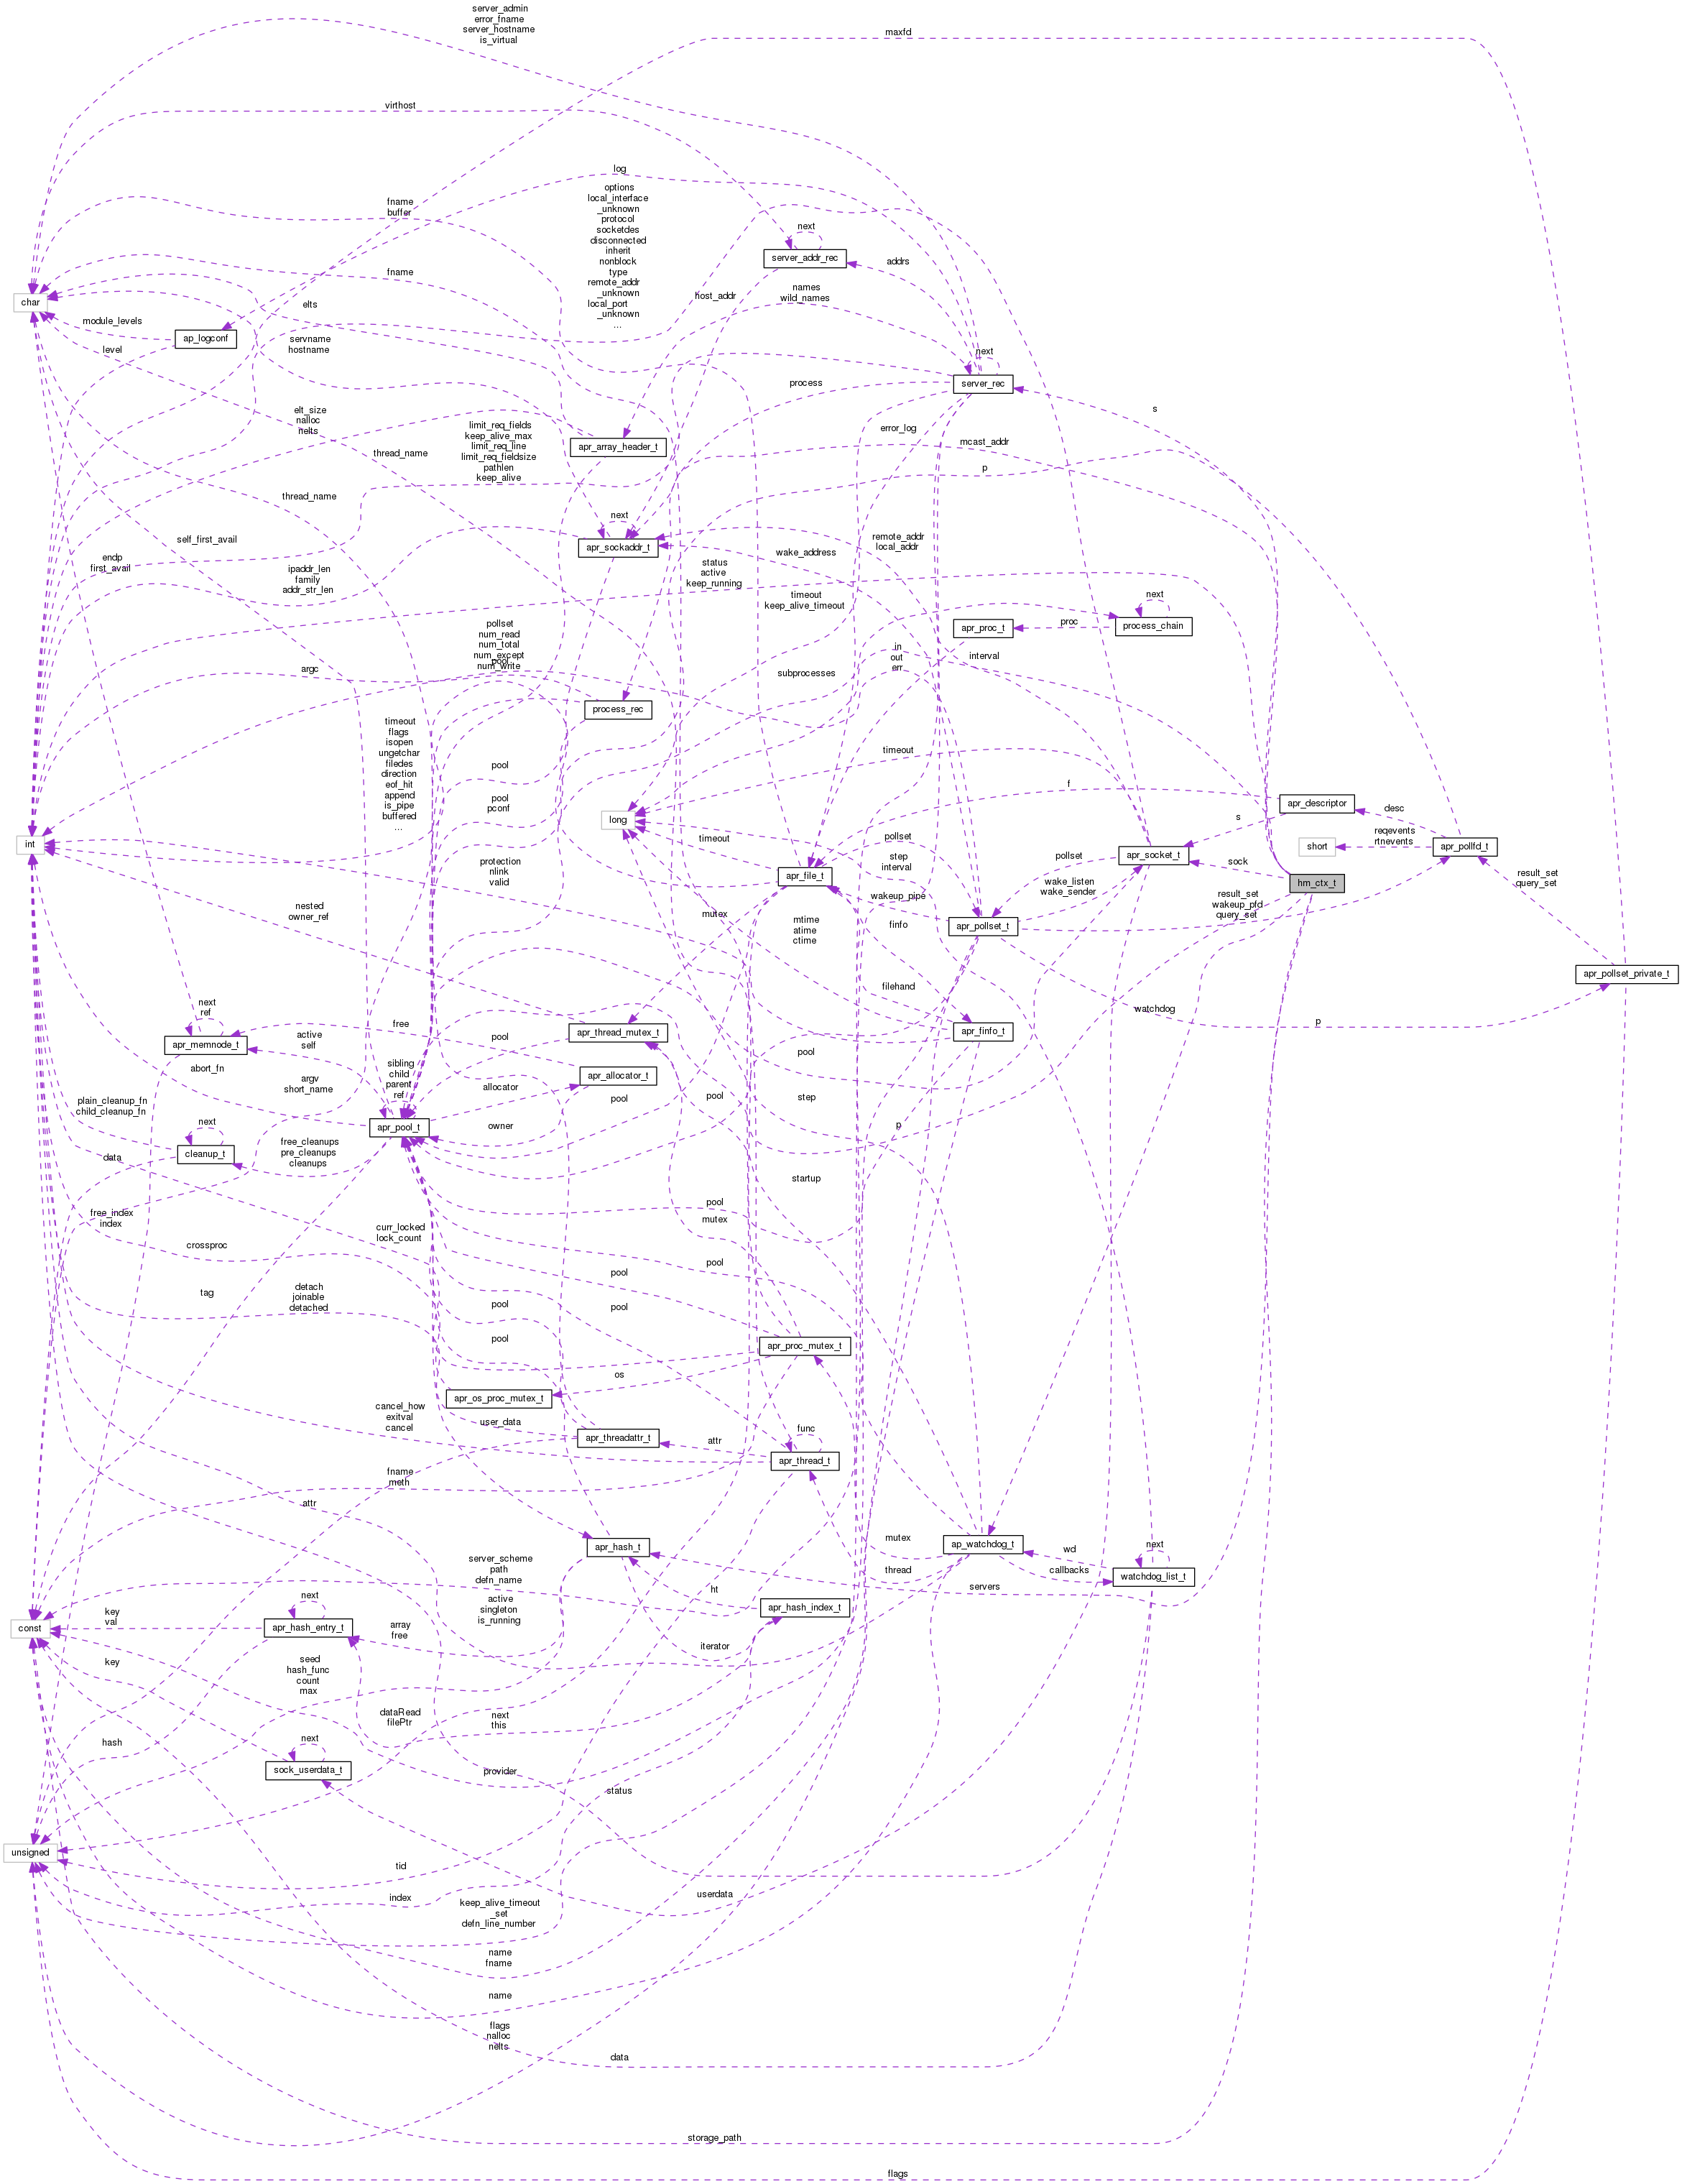 server_admin
error_fname
server_hostname
is_virtual
maxfd
virthost
log
options
local_interface
_unknown
protocol
socketdes
disconnected
inherit
nonblock
type
remote_addr
_unknown
local_port
_unknown
...
fname
buffer
next
server_addr_rec
addrs
fname
host_addr
names
wild_names
char
elts
module_levels
ap_logconf
level
servname
hostname
next
server_rec
process
s
elt_size
nalloc
nelts
limit_req_fields
keep_alive_max
limit_req_line
limit_req_fieldsize
pathlen
keep_alive
apr_array_header_t
error_log
mcast_addr
thread_name
p
thread_name
next
apr_sockaddr_t
self_first_avail
remote_addr
local_addr
wake_address
endp
first_avail
ipaddr_len
family
addr_str_len
status
active
keep_running
timeout
keep_alive_timeout
next
process_chain
proc
apr_proc_t
pollset
num_read
num_total
num_except
num_write
pool
argc
in
out
err
interval
subprocesses
process_rec
timeout
flags
isopen
ungetchar
filedes
direction
eof_hit
append
is_pipe
buffered
...
pool
timeout
pool
pconf
long
f
apr_descriptor
desc
s
reqevents
rtnevents
short
apr_pollfd_t
int
timeout
pollset
step
interval
pollset
apr_socket_t
sock
protection
nlink
valid
apr_file_t
wake_listen
wake_sender
hm_ctx_t
result_set
query_set
wakeup_pipe
result_set
wakeup_pfd
query_set
nested
owner_ref
mutex
mtime
atime
ctime
finfo
apr_pollset_t
apr_pollset_private_t
filehand
watchdog
next
ref
apr_memnode_t
active
self
free
pool
apr_thread_mutex_t
apr_finfo_t
p
pool
abort_fn
argv
short_name
sibling
child
parent
ref
allocator
apr_allocator_t
pool
pool
step
plain_cleanup_fn
child_cleanup_fn
next
cleanup_t
apr_pool_t
owner
p
data
free_cleanups
pre_cleanups
cleanups
startup
free_index
index
crossproc
curr_locked
lock_count
pool
mutex
pool
tag
detach
joinable
detached
pool
pool
pool
pool
apr_proc_mutex_t
os
apr_os_proc_mutex_t
cancel_how
exitval
cancel
user_data
apr_threadattr_t
attr
func
apr_thread_t
fname
meth
attr
apr_hash_t
mutex
ap_watchdog_t
wd
next
watchdog_list_t
thread
callbacks
servers
server_scheme
path
defn_name
ht
active
singleton
is_running
apr_hash_index_t
const
key
val
next
apr_hash_entry_t
array
free
iterator
key
seed
hash_func
count
max
dataRead
filePtr
next
this
hash
next
sock_userdata_t
provider
status
unsigned
tid
index
keep_alive_timeout
_set
defn_line_number
userdata
name
fname
name
flags
nalloc
nelts
data
storage_path
flags